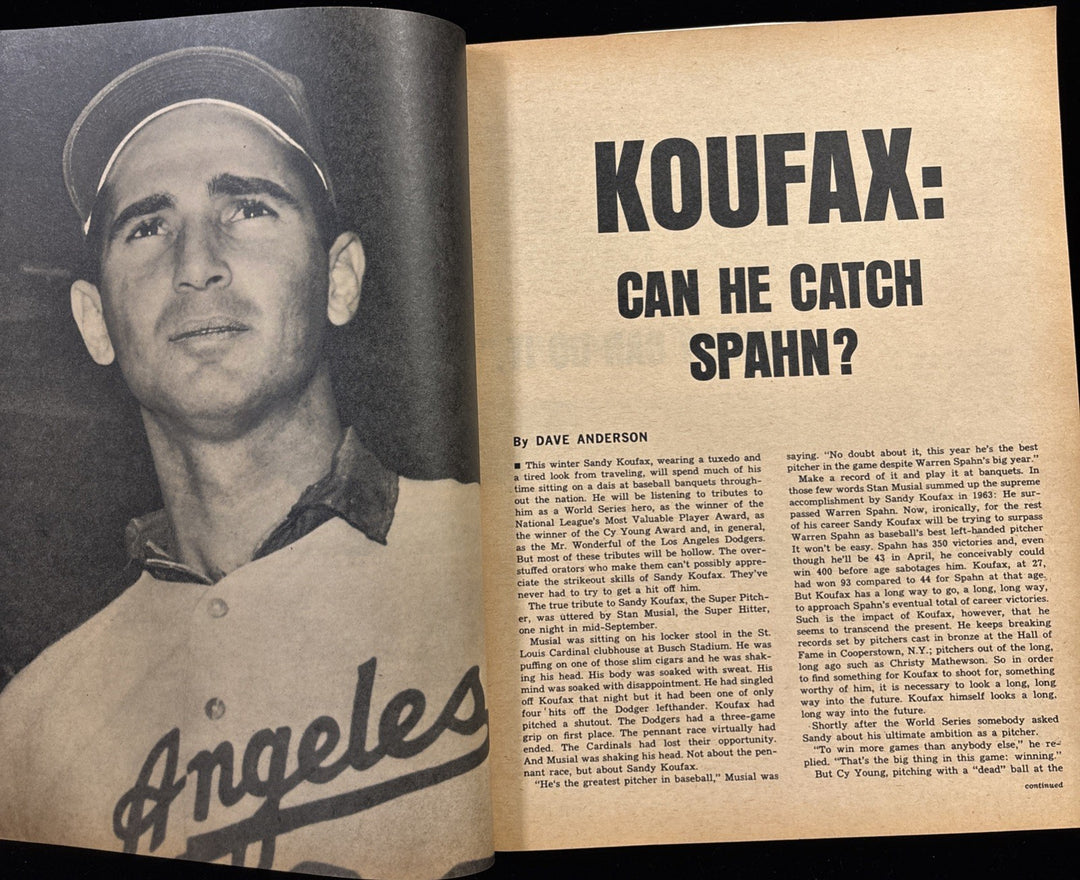 Angeles
KOUFAX:
CAN HE CATCH
SPAHN?
By DAVE ANDERSON
■ This winter Sandy Koufax, wearing a tuxedo and
a tired look from traveling, will spend much of his
time sitting on a dais at baseball banquets through-
out the nation. He will be listening to tributes to
him as a World Series hero, as the winner of the
National League's Most Valuable Player Award, as
the winner of the Cy Young Award and, in general,
as the Mr. Wonderful of the Los Angeles Dodgers.
But most of these tributes will be hollow. The over-
stuffed orators who make them can't possibly appre-
ciate the strikeout skills of Sandy Koufax. They've
never had to try to get a hit off him.
The true tribute to Sandy Koufax, the Super Pitch-
er, was uttered by Stan Musial, the Super Hitter,
one night in mid-September.
Musial was sitting on his locker stool in the St.
Louis Cardinal clubhouse at Busch Stadium. He was
puffing on one of those slim cigars and he was shak-
ing his head. His body was soaked with sweat. His
mind was soaked with disappointment. He had singled
off Koufax that night but it had been one of only
four hits off the Dodger lefthander. Koufax had
pitched a shutout. The Dodgers had a three-game
grip on first place. The pennant race virtually had
ended. The Cardinals had lost their opportunity.
And Musial was shaking his head. Not about the pen-
nant race, but about Sandy Koufax.
"He's the greatest pitcher in baseball," Musial was
saying. "No doubt about it, this year he's the best
pitcher in the game despite Warren Spahn's big year."
Make a record of it and play it at banquets. In
those few words Stan Musial summed up the supreme
accomplishment by Sandy Koufax in 1963: He sur-
passed Warren Spahn. Now, ironically, for the rest
of his career Sandy Koufax will be trying to surpass
Warren Spahn as baseball's best left-handed pitcher
It won't be easy. Spahn has 350 victories and, even
though he'll be 43 in April, he conceivably could
win 400 before age sabotages him. Koufax, at 27,
had won 93 compared to 44 for Spahn at that age.
But Koufax has a long way to go, a long, long way,
to approach Spahn's eventual total of career victories.
Such is the impact of Koufax, however, that he
seems to transcend the present. He keeps breaking
records set by pitchers cast in bronze at the Hall of
Fame in Cooperstown, N.Y.; pitchers out of the long,
long ago such as Christy Mathewson. So in order
to find something for Koufax to shoot for, something
worthy of him, it is necessary to look a long, long
way into the future. Koufax himself looks a long,
long way into the future.
Shortly after the World Series somebody asked
Sandy about his ultimate ambition as a pitcher.
"To win more games than anybody else," he re-
plied. "That's the big thing in this game: winning."
But Cy Young, pitching with a "dead" ball at the
continued